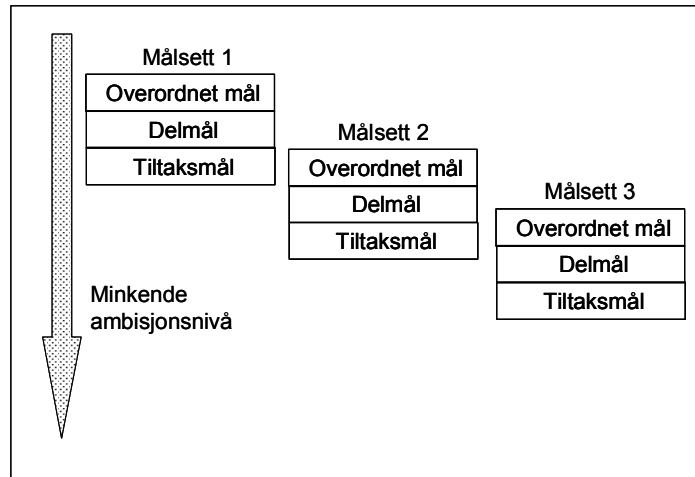 Målsett 1
Overordnet mål
Delmål
Tiltaksmål
Målsett 2
Overordnet mål
Delmål
Tiltaksmål
Målsett 3
Overordnet mål
Delmål
Tiltaksmål
Minkende
ambisjonsnivå